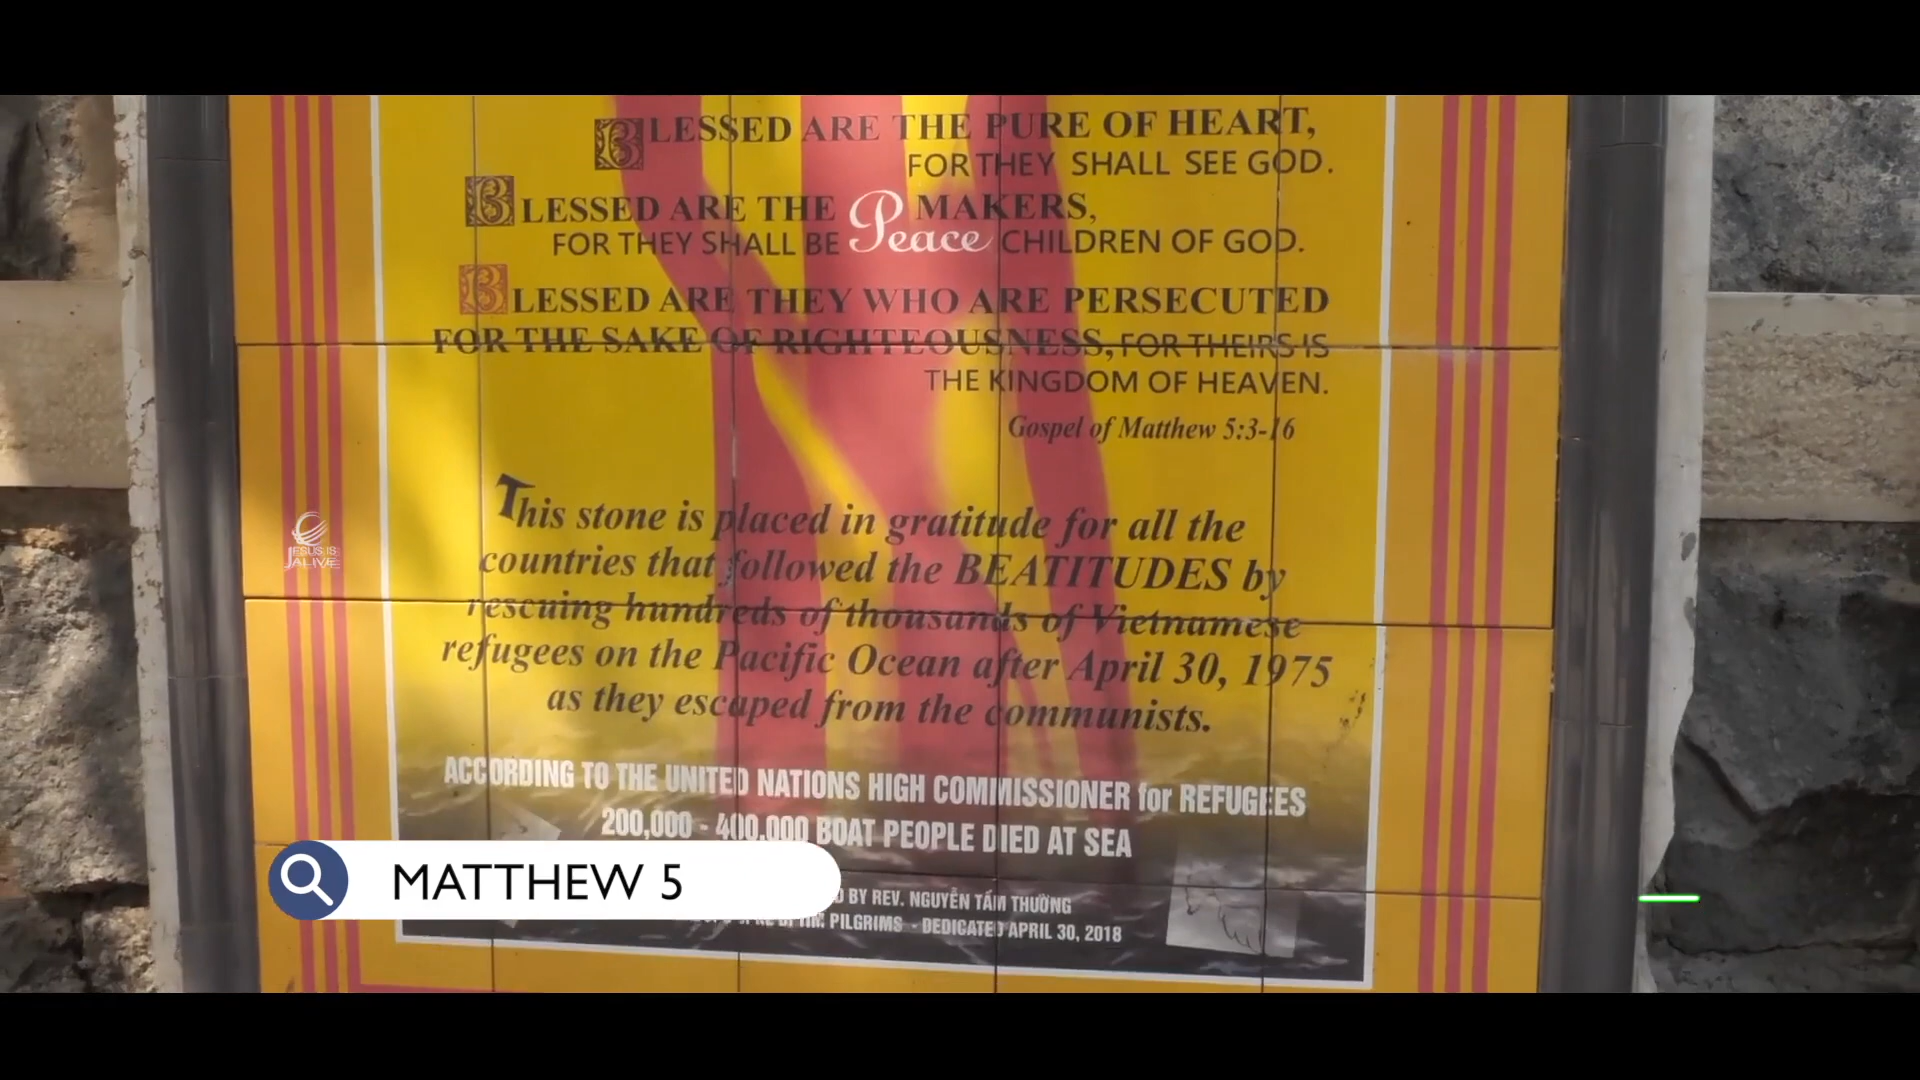 BLESSED ARE THE PURE OF HEART,
FOR THEY SHALL SEE GOD.
BLESSED ARE THE Peace MAKERS,
FOR THEY SHALL BE CHILDREN OF GOD.
BLESSED ARE THEY WHO ARE PERSECUTED
FOR THE SAKE OF RIGHTEOUSNESS, FOR THEIRS IS
THE KINGDOM OF HEAVEN.
Gospel of Matthew 5:3-16
This stone is placed in gratitude for all the
countries that followed the BEATITUDES by
rescuing hundreds of thousands of Vietnamese
refugees on the Pacific Ocean after April 30, 1975
as they escaped from the communists.
JESUS IS
ALIVE
ACCORDING TO THE UNITED NATIONS HIGH COMMISSIONER for REFUGEES
200,000 - 400,000 BOAT PEOPLE DIED AT SEA
MATTHEW 5
BY REV. NGUYỄN TẦM THƯỜNG
PILGRIMS - DEDICATED APRIL 30, 2018